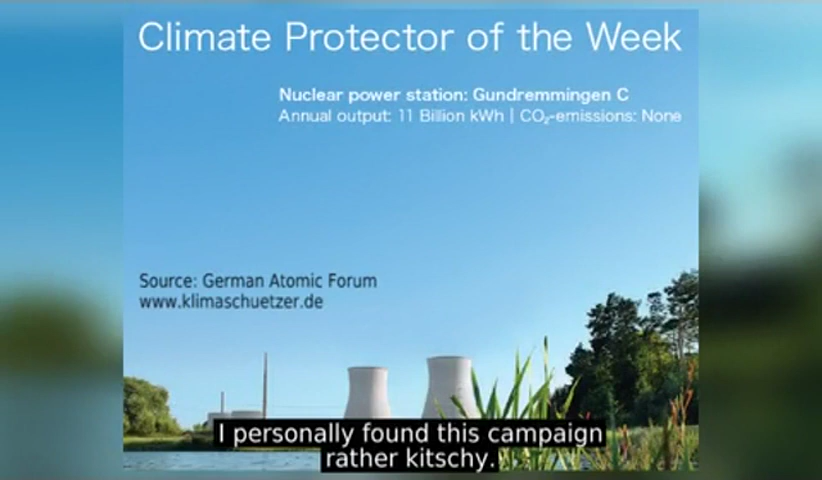 Climate Protector of the Week
Nuclear power station: Gundremmingen C
Annual output: 11 Billion kWh | CO₂-emissions: None
Source: German Atomic Forum
www.klimaschuetzer.de
I personally found this campaign
rather kitschy.